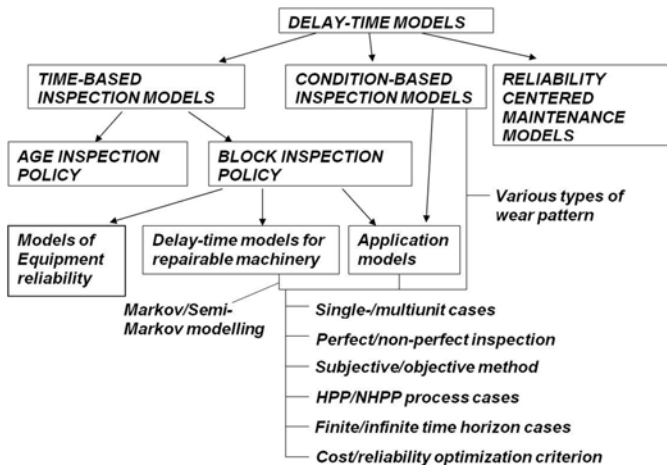 DELAY-TIME MODELS
TIME-BASED
INSPECTION MODELS
CONDITION-BASED
INSPECTION MODELS
RELIABILITY
CENTERED
MAINTENANCE
MODELS
AGE INSPECTION
POLICY
BLOCK INSPECTION
POLICY
Various types of
wear pattern
Models of
Equipment
reliability
Delay-time models for
repairable machinery
Application
models
Markov/Semi-
Markov modelling
Single-/multiunit cases
Perfect/non-perfect inspection
Subjective/objective method
HPP/NHPP process cases
Finite/infinite time horizon cases
Cost/reliability optimization criterion